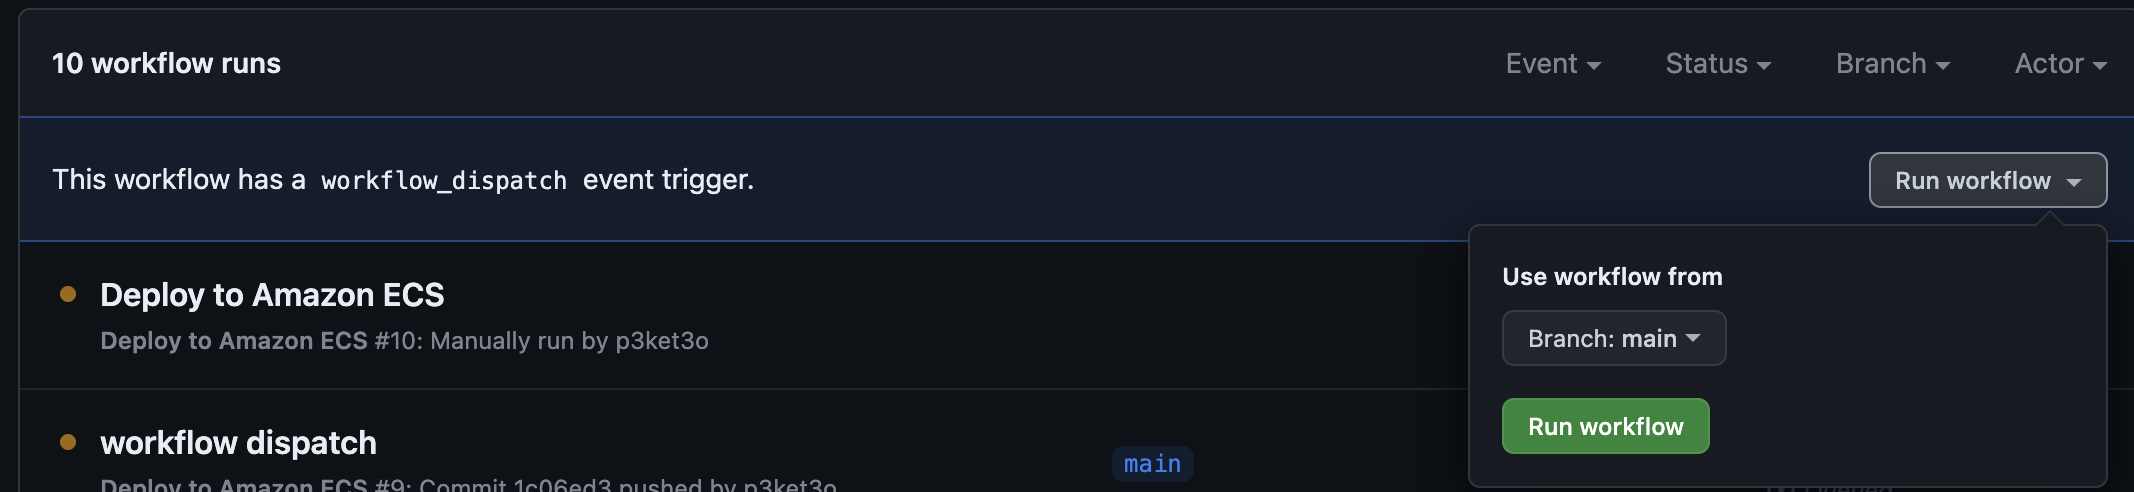 10 workflow runs
Event
Status
Branch
Actor
This workflow has a workflow_dispatch event trigger.
Run workflow
Use workflow from
Branch: main
Run workflow
Deploy to Amazon ECS
Deploy to Amazon ECS #10: Manually run by p3ket3o
workflow dispatch
main
Deploy to Amazon ECS #9: Commit 1c06ed3 pushed by p3ket3o